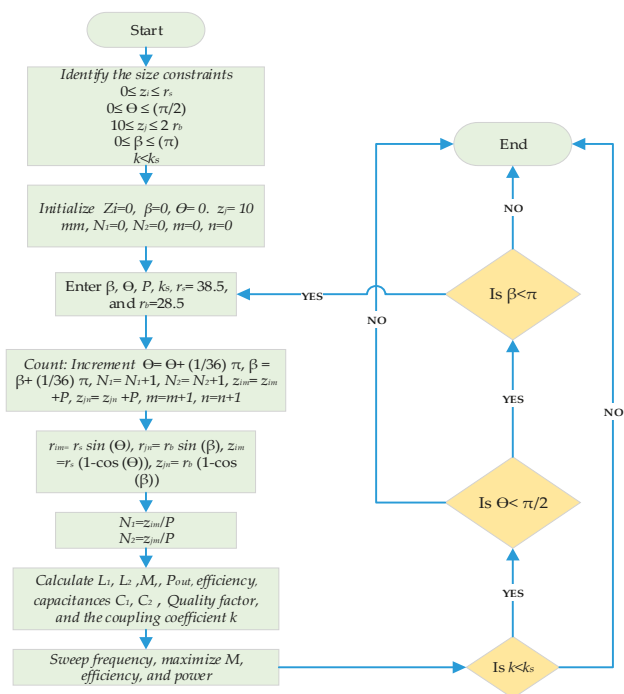 Start
Identify the size constraints
0≤ zᵢ ≤ rₛ
0≤ Θ ≤ (π/2)
10≤ zⱼ ≤ 2 r_b
0≤ β ≤ (π)
k<kₛ
Initialize Zi=0, β=0, Θ= 0. zⱼ= 10
mm, N₁=0, N₂=0, m=0, n=0
Enter β, Θ, P, kₛ, rₛ= 38.5,
and r_b=28.5
Count: Increment Θ= Θ+ (1/36) π, β =
β+ (1/36) π, N₁= N₁+1, N₂= N₂+1, zᵢₘ= zᵢₘ
+P, zⱼₙ= zⱼₙ +P, m=m+1, n=n+1
rᵢₘ= rₛ sin (Θ), rⱼₙ= r_b sin (β), zᵢₘ
=rₛ (1-cos (Θ)), zⱼₙ= r_b (1-cos
(β))
N₁=zᵢₘ/P
N₂=zⱼₘ/P
Calculate L₁, L₂ ,M,, Pₒᵤₜ, efficiency,
capacitances C₁, C₂ , Quality factor,
and the coupling coefficient k
Sweep frequency, maximize M,
efficiency, and power
Is k<kₛ
YES
NO
Is Θ< π/2
YES
NO
Is β<π
YES
NO
End